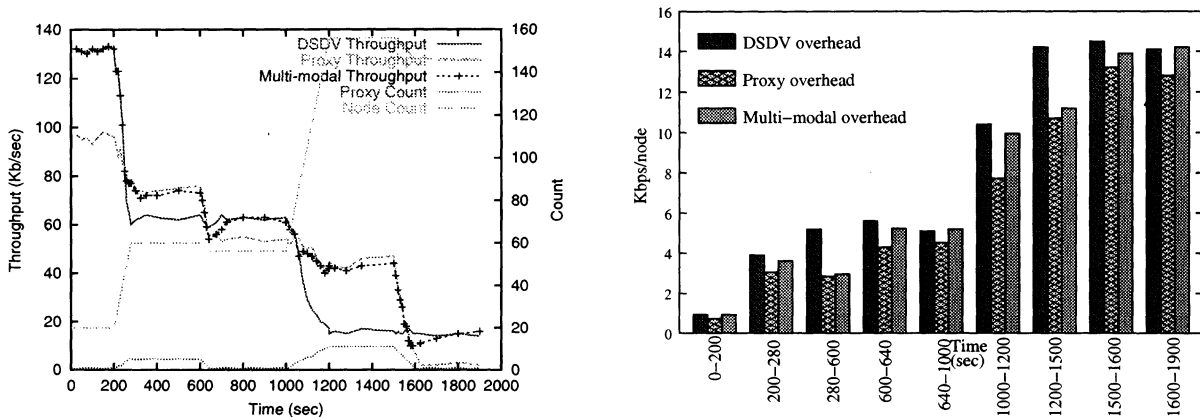 140
120
100
80
60
40
20
0
Throughput (Kb/sec)
0 200 400 600 800 1000 1200 1400 1600 1800 2000
Time (sec)
160
140
120
100
80
60
40
20
0
Count
DSDV Throughput
Proxy Throughput
Multi-modal Throughput
Proxy Count
Node Count
16
14
12
10
8
6
4
2
0
Kbps/node
DSDV overhead
Proxy overhead
Multi-modal overhead
Time
(sec)
0-200
200-280
280-600
600-640
640-1000
1000-1200
1200-1500
1500-1600
1600-1900